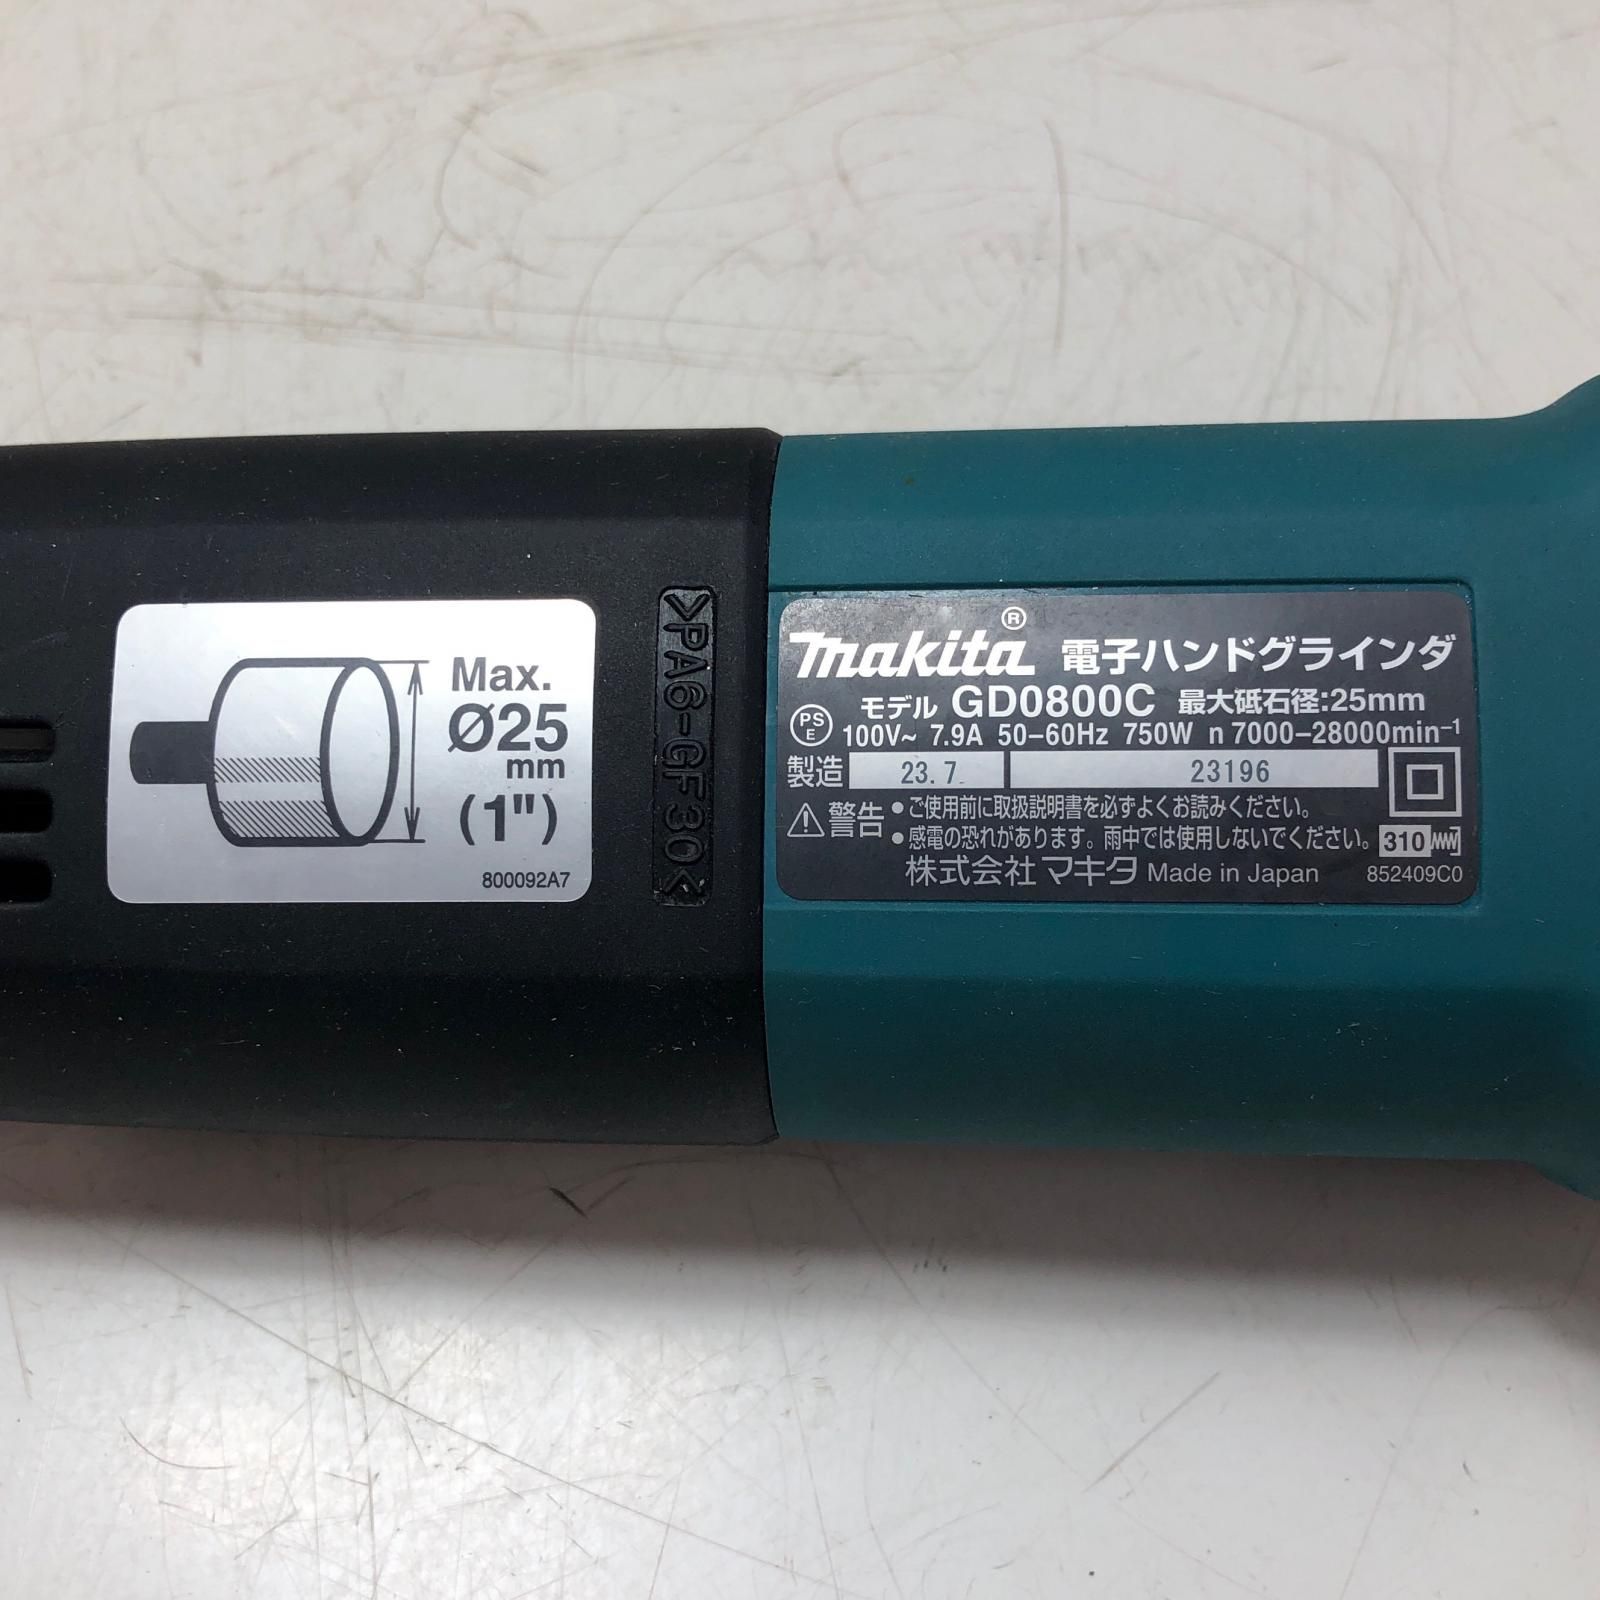 Max.
Ø25
mm
(1")
800092A7
>PA6-GF30<
makita® 電子ハンドグラインダ
モデル GD0800C 最大砥石径:25mm
PS E 100V~ 7.9A 50-60Hz 750W n 7000-28000min⁻¹
製造 23.7 23196
警告 ●ご使用前に取扱説明書を必ずよくお読みください。
●感電の恐れがあります。雨中では使用しないでください。 310
株式会社 マキタ Made in Japan 852409C0